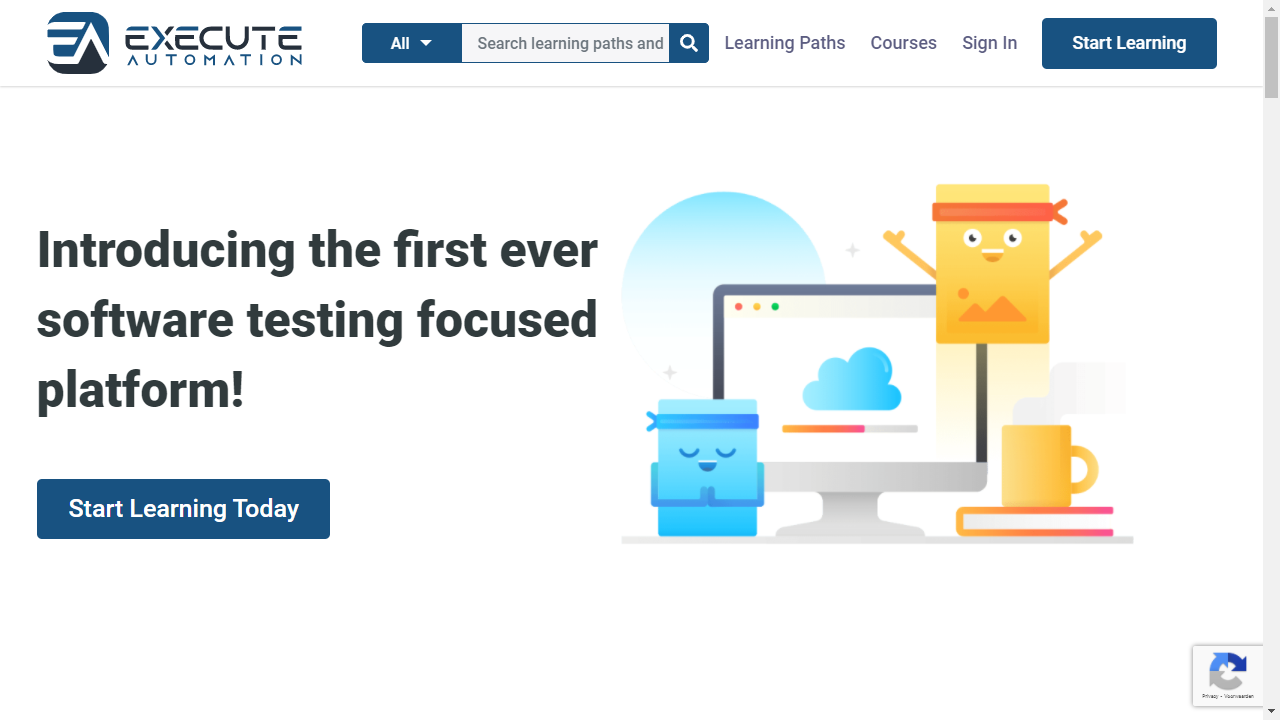 EXECUTE
AUTOMATION
All
Search learning paths and
Learning Paths
Courses
Sign In
Start Learning
Introducing the first ever
software testing focused
platform!
Start Learning Today
Privacy - Voorwaarden